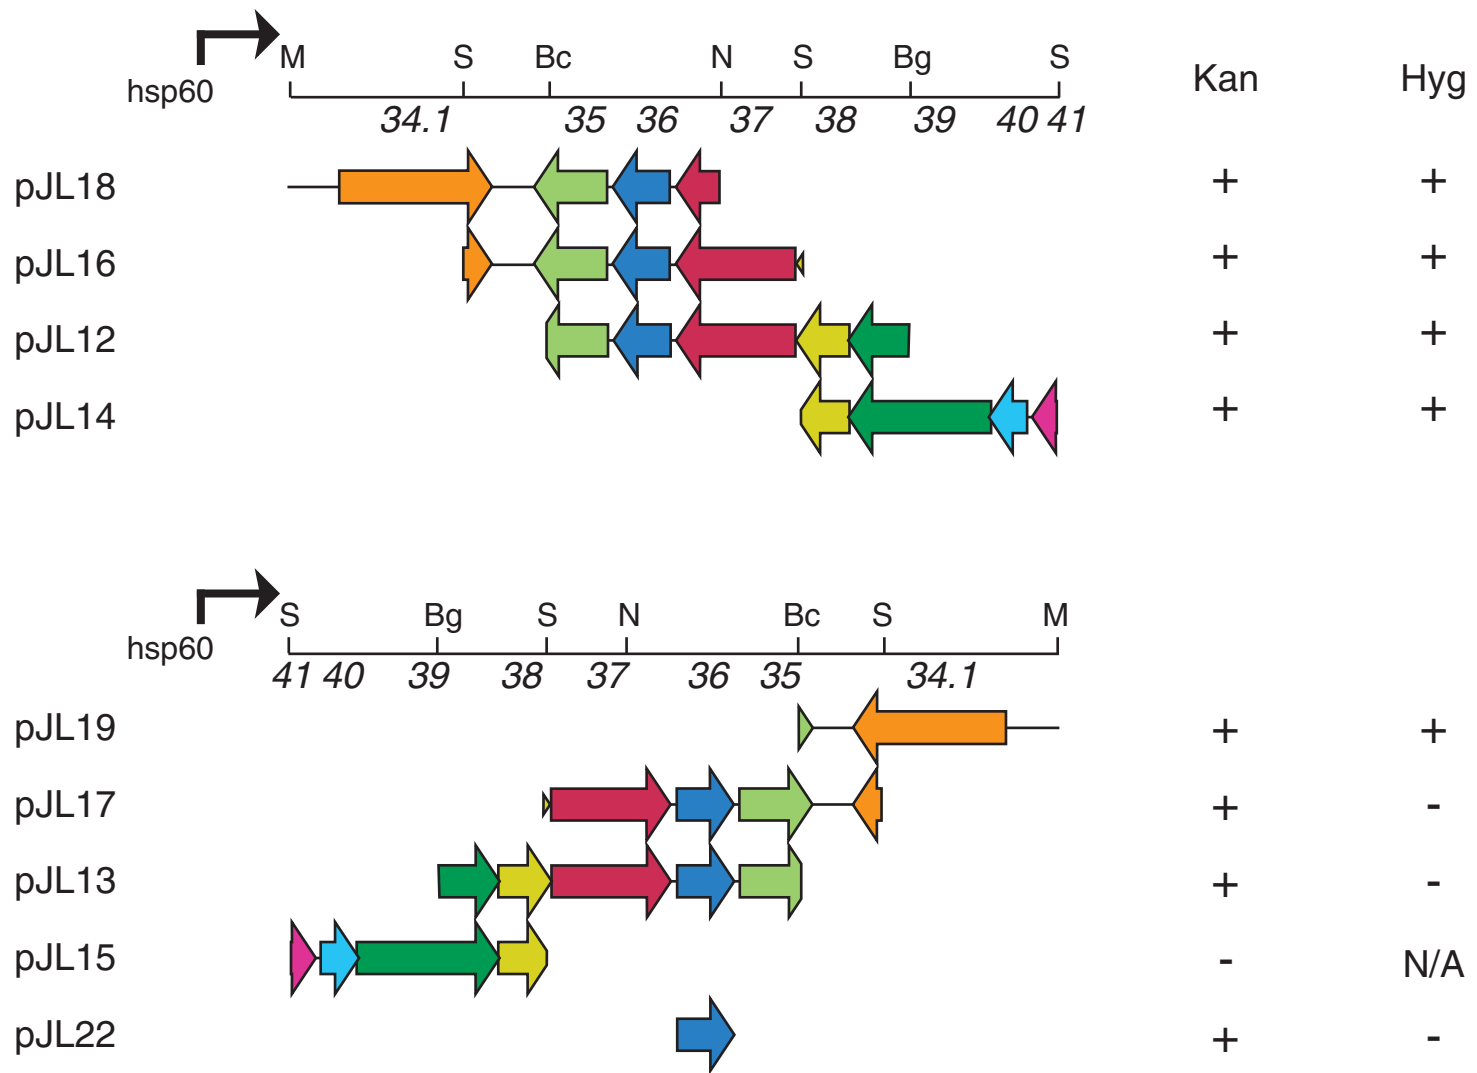 M S Bc N S Bg S Kan Hyg
hsp60
34.1 35 36 37 38 39 40 41
pJL18 + +
pJL16 + +
pJL12 + +
pJL14 + +
S Bg S N Bc S M
hsp60
41 40 39 38 37 36 35 34.1
pJL19 + +
pJL17 + -
pJL13 + -
pJL15 - N/A
pJL22 + -